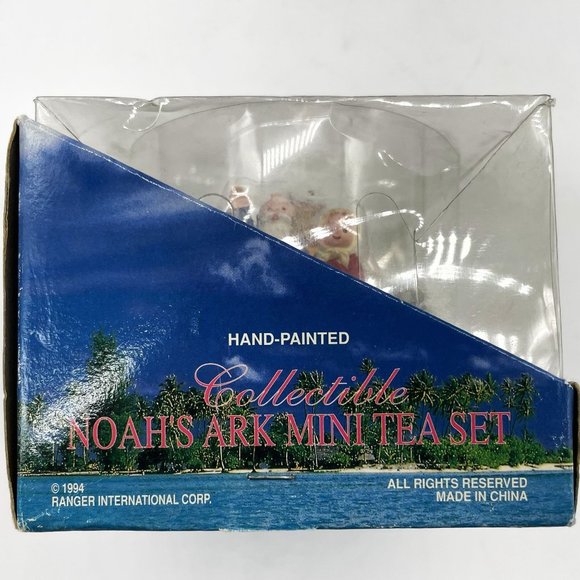 HAND-PAINTED
Collectible
NOAH'S ARK MINI TEA SET
© 1994
RANGER INTERNATIONAL CORP.
ALL RIGHTS RESERVED
MADE IN CHINA